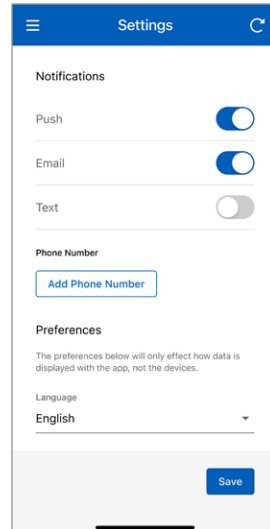 Settings
Notifications
Push
Email
Text
Phone Number
Add Phone Number
Preferences
The preferences below will only effect how data is
displayed with the app, not the devices.
Language
English
Save